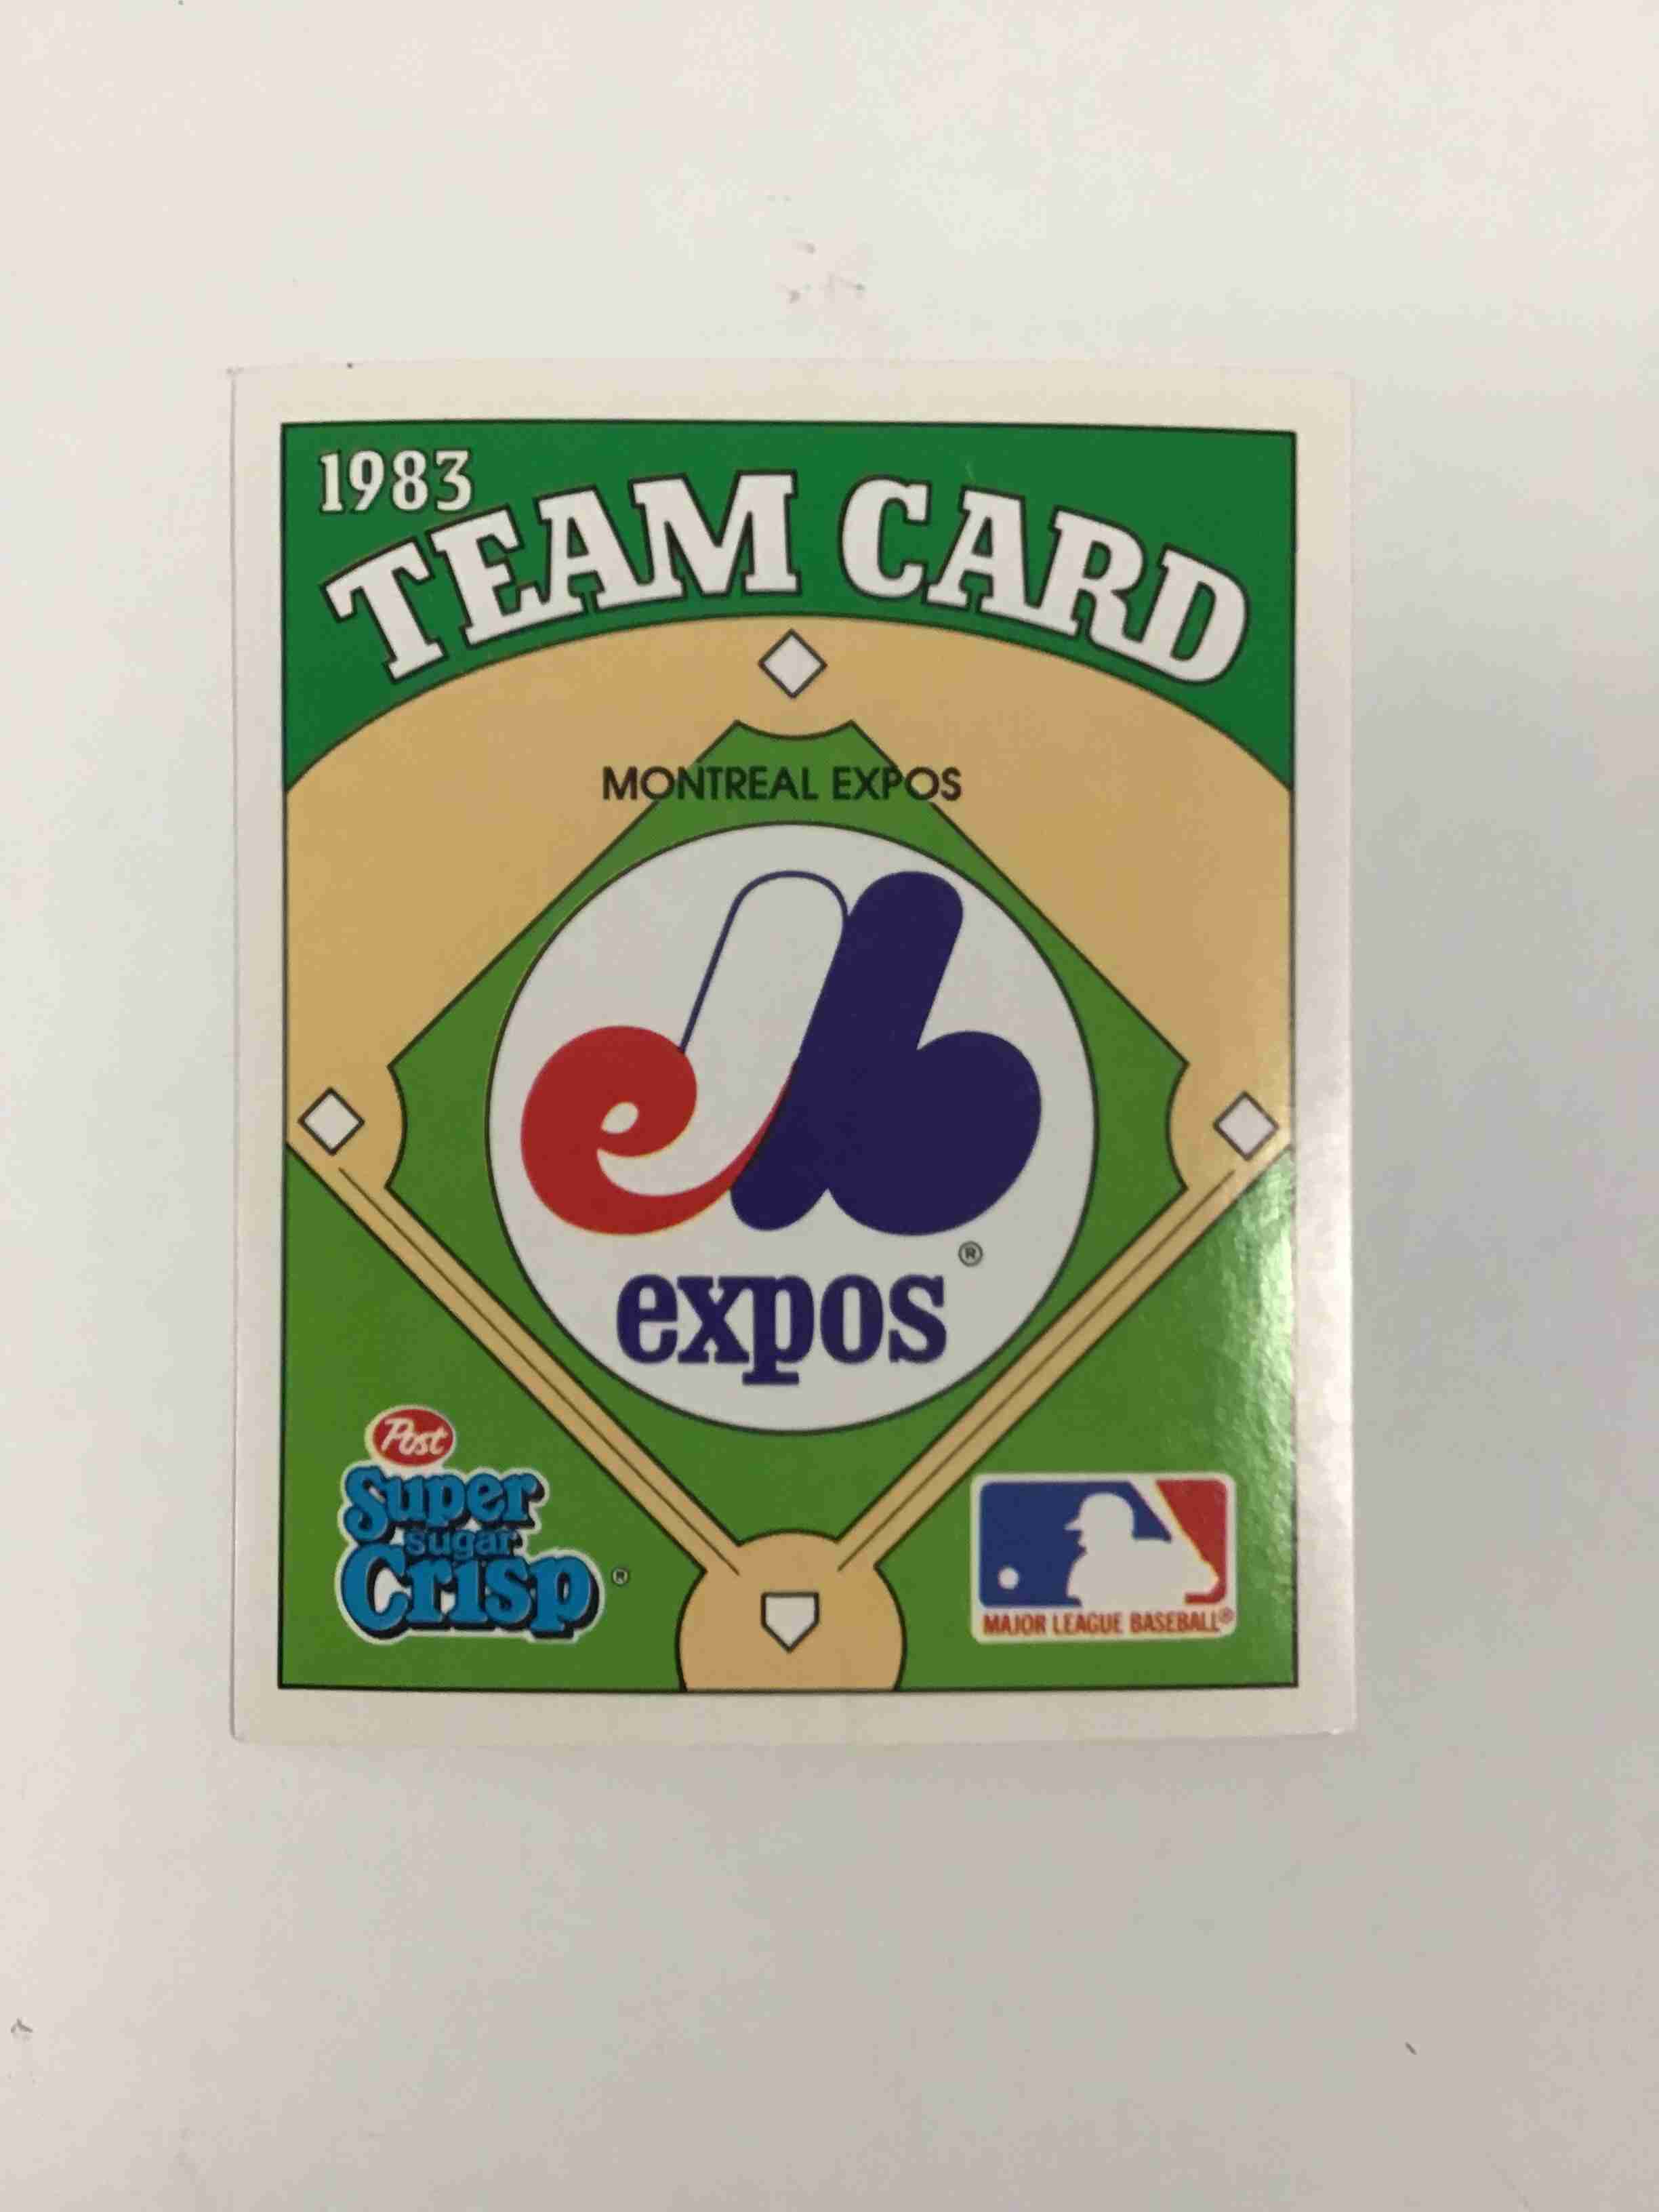 1983
TEAM CARD
MONTREAL EXPOS
expos®
Post
Super
sugar
Crisp®
MAJOR LEAGUE BASEBALL®